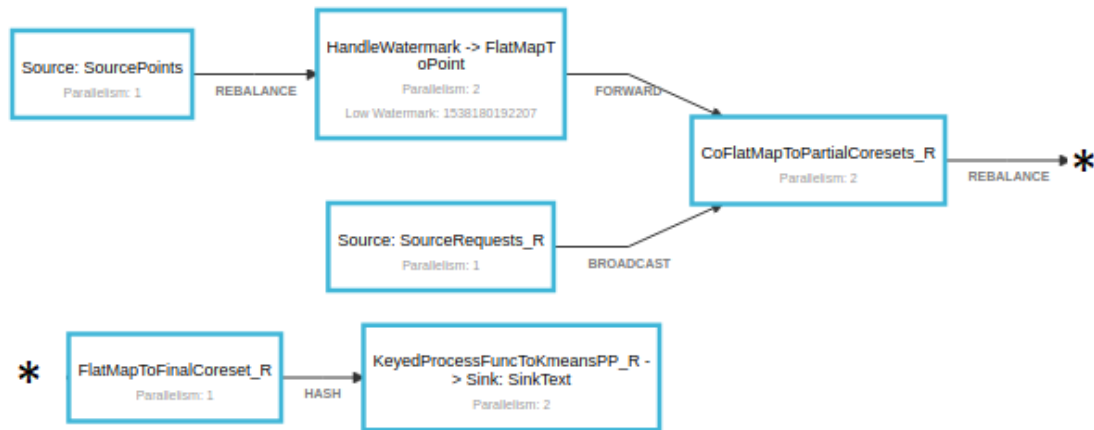 Source: SourcePoints
Parallelism: 1
REBALANCE
HandleWatermark -> FlatMapT
oPoint
Parallelism: 2
Low Watermark: 1538180192207
FORWARD
CoFlatMapToPartialCoresets_R
Parallelism: 2
REBALANCE
*
Source: SourceRequests_R
Parallelism: 1
BROADCAST
*
FlatMapToFinalCoreset_R
Parallelism: 1
HASH
KeyedProcessFuncToKmeansPP_R -
> Sink: SinkText
Parallelism: 2